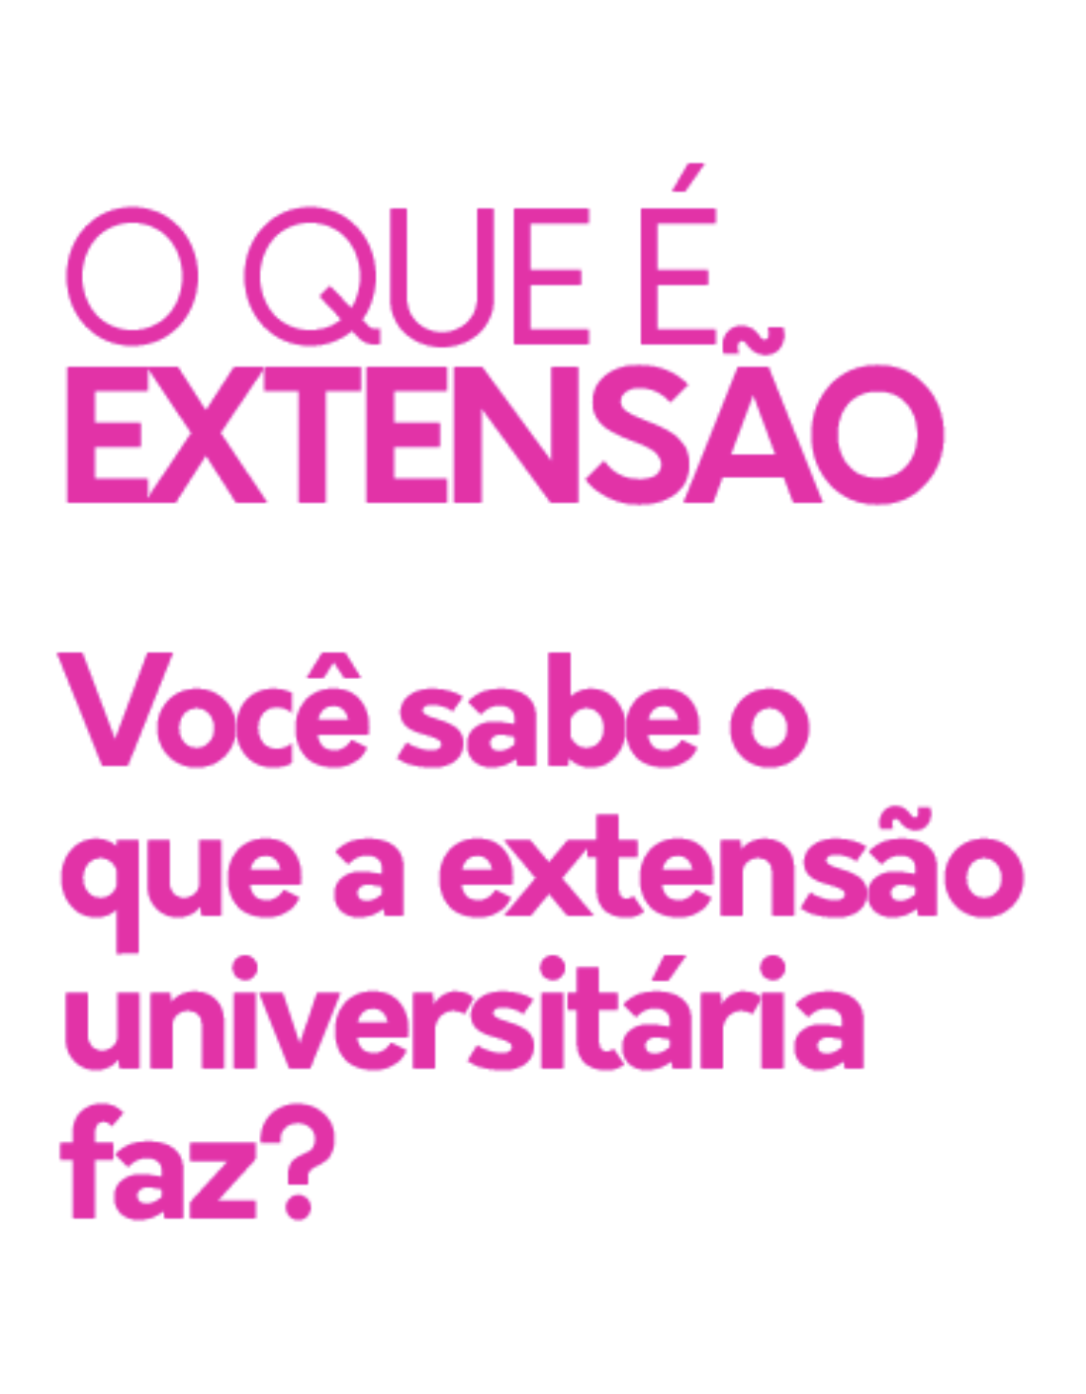 O QUE É
EXTENSÃO
Você sabe o
que a extensão
universitária
faz?